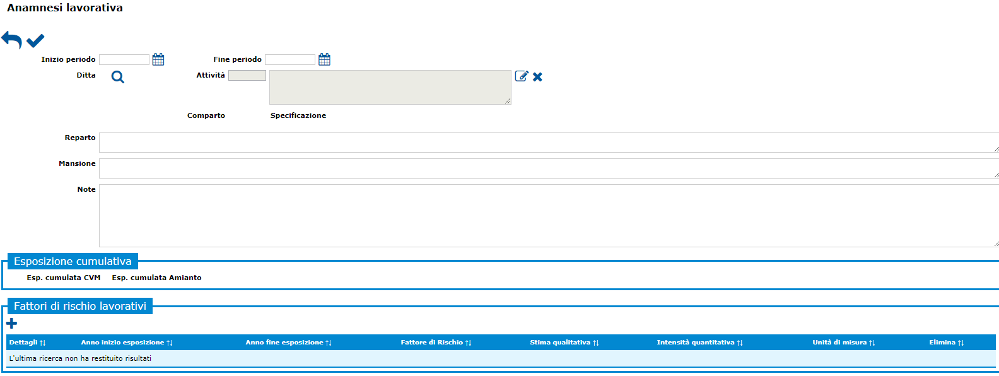 Anamnesi lavorativa
Inizio periodo Fine periodo
Ditta Attività
Comparto Specificazione
Reparto
Mansione
Note
Esposizione cumulativa
Esp. cumulata CVM Esp. cumulata Amianto
Fattori di rischio lavorativi
Dettagli ↑↓ Anno inizio esposizione ↑↓ Anno fine esposizione ↑↓ Fattore di Rischio ↑↓ Stima qualitativa ↑↓ Intensità quantitativa ↑↓ Unità di misura ↑↓ Elimina ↑↓
L'ultima ricerca non ha restituito risultati